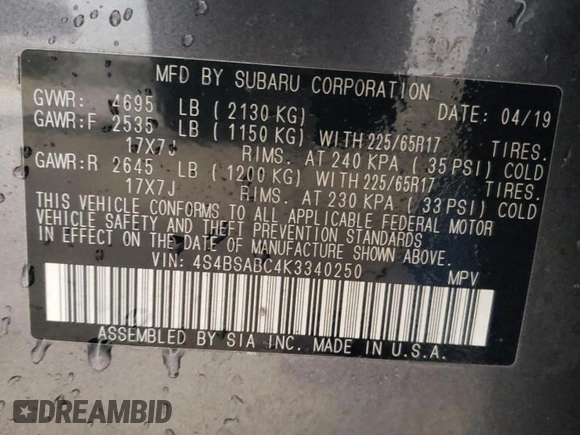 MFD BY SUBARU CORPORATION
GVWR: 4695 LB ( 2130 KG) DATE: 04/19
GAWR:F 2535 LB ( 1150 KG) WITH 225/65R17 TIRES.
17X7J RIMS. AT 240 KPA ( 35 PSI) COLD
GAWR:R 2645 LB ( 1200 KG) WITH 225/65R17 TIRES.
17X7J RIMS. AT 230 KPA ( 33 PSI) COLD
THIS VEHICLE CONFORMS TO ALL APPLICABLE FEDERAL MOTOR
VEHICLE SAFETY AND THEFT PREVENTION STANDARDS
IN EFFECT ON THE DATE OF MANUFACTURE SHOWN ABOVE.
VIN: 4S4BSABC4K3340250 MPV
ASSEMBLED BY SIA INC. MADE IN U.S.A.
DREAMBID